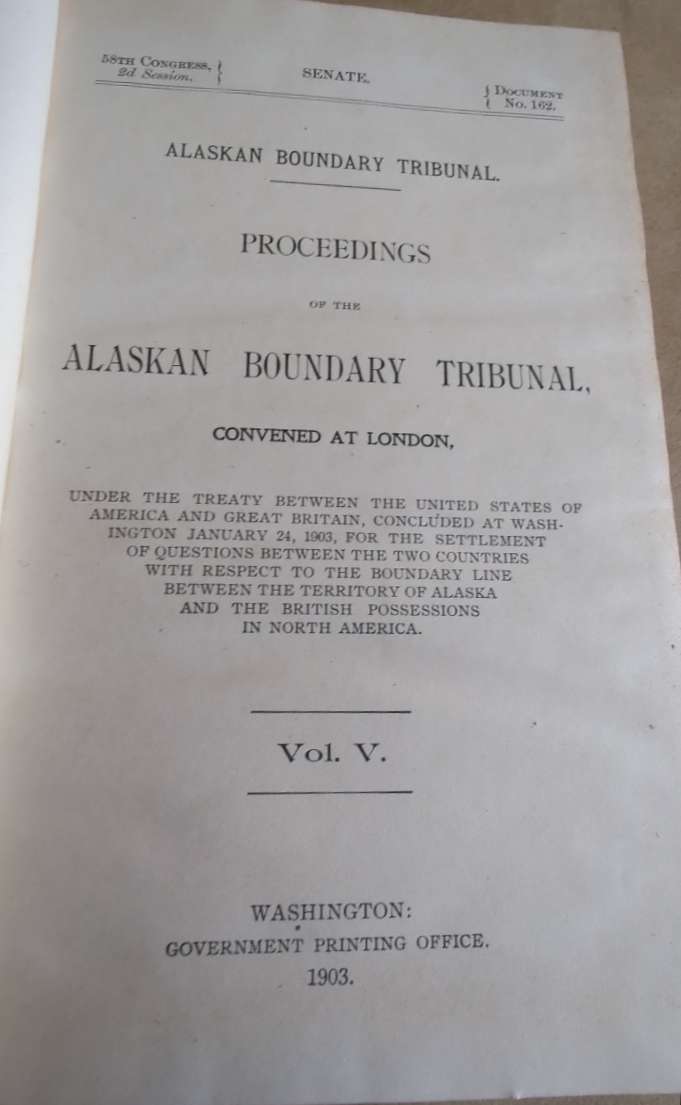 58TH CONGRESS, } SENATE. { DOCUMENT
2d Session. } { No. 162.
ALASKAN BOUNDARY TRIBUNAL.
PROCEEDINGS
OF THE
ALASKAN BOUNDARY TRIBUNAL,
CONVENED AT LONDON,
UNDER THE TREATY BETWEEN THE UNITED STATES OF
AMERICA AND GREAT BRITAIN, CONCLUDED AT WASH-
INGTON JANUARY 24, 1903, FOR THE SETTLEMENT
OF QUESTIONS BETWEEN THE TWO COUNTRIES
WITH RESPECT TO THE BOUNDARY LINE
BETWEEN THE TERRITORY OF ALASKA
AND THE BRITISH POSSESSIONS
IN NORTH AMERICA.
Vol. V.
WASHINGTON:
GOVERNMENT PRINTING OFFICE.
1903.